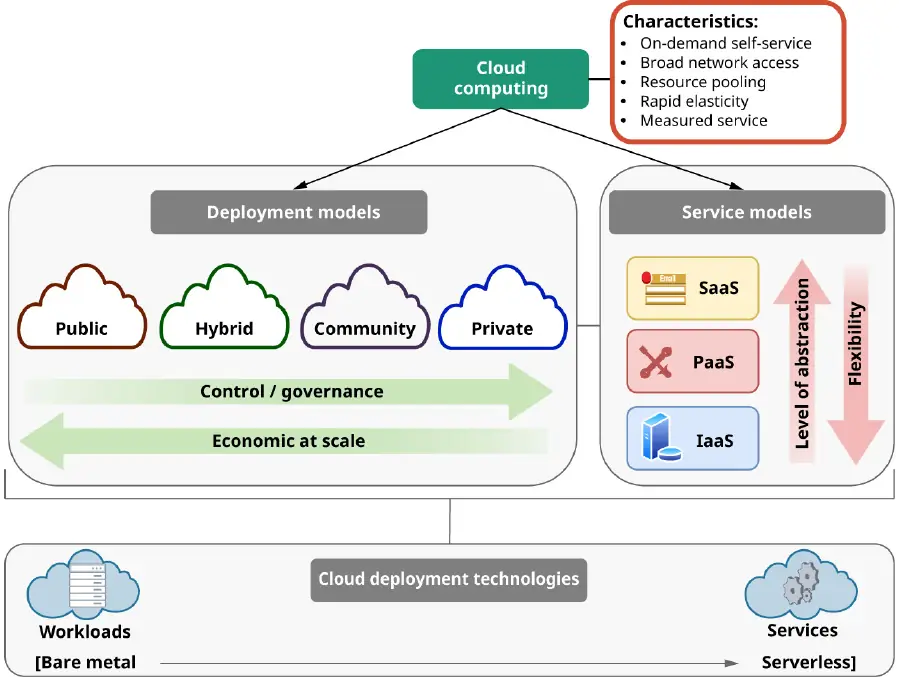 Characteristics:
• On-demand self-service
• Broad network access
• Resource pooling
• Rapid elasticity
• Measured service
Cloud
computing
Deployment models
Service models
Public
Hybrid
Community
Private
Control / governance
Economic at scale
Email
SaaS
PaaS
IaaS
Level of abstraction
Flexibility
Cloud deployment technologies
Workloads
Services
[Bare metal
Serverless]